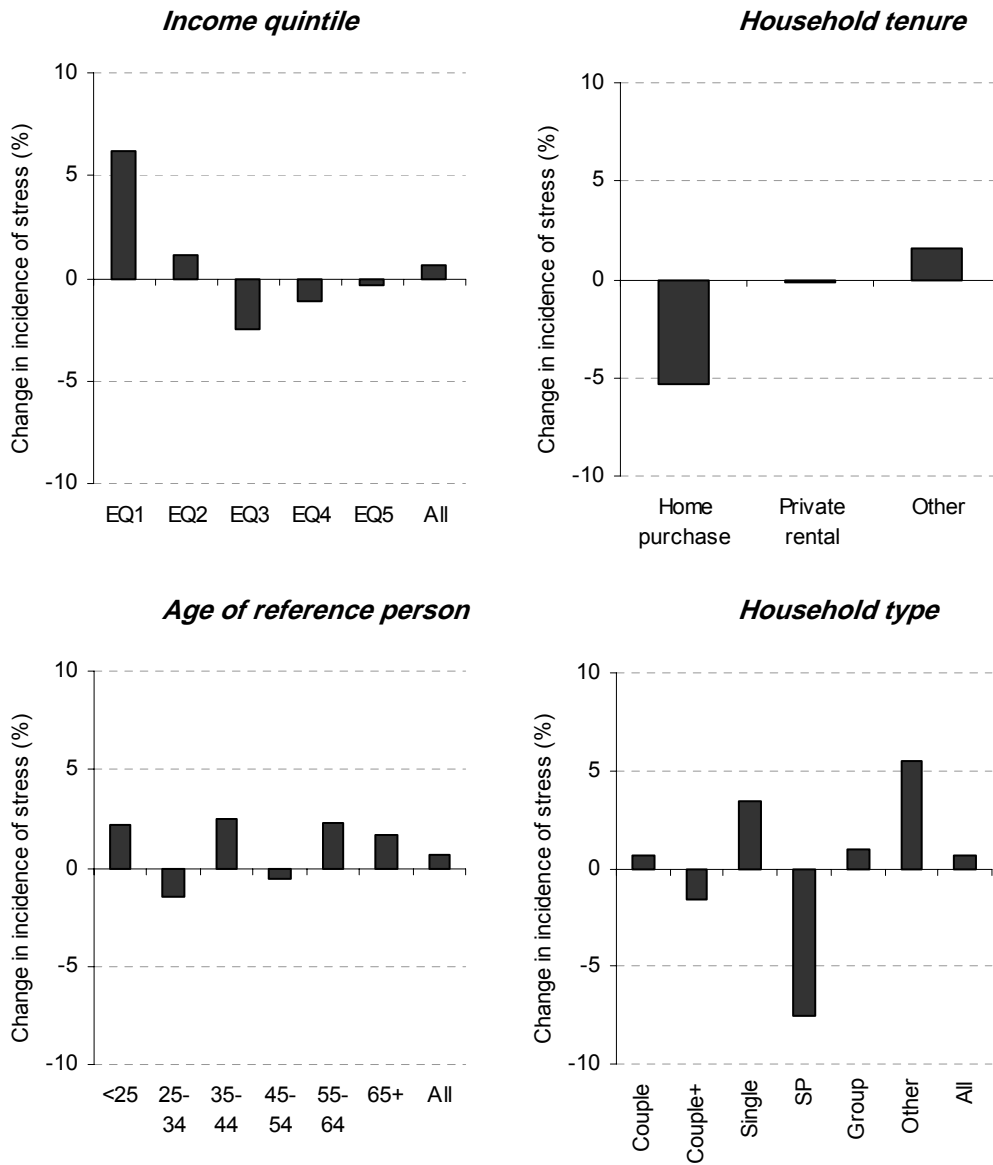 Income quintile
Change in incidence of stress (%)
10
5
0
-5
-10
EQ1 EQ2 EQ3 EQ4 EQ5 All
Household tenure
Change in incidence of stress (%)
10
5
0
-5
-10
Home Private Other
purchase rental
Age of reference person
Change in incidence of stress (%)
10
5
0
-5
-10
<25 25- 35- 45- 55- 65+ All
34 44 54 64
Household type
Change in incidence of stress (%)
10
5
0
-5
-10
Couple
Couple+
Single
SP
Group
Other
All